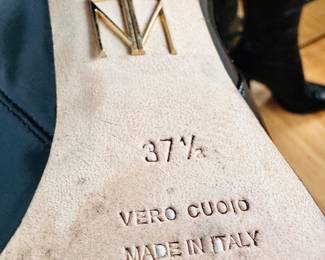 37½
VERO CUOIO
MADE IN ITALY